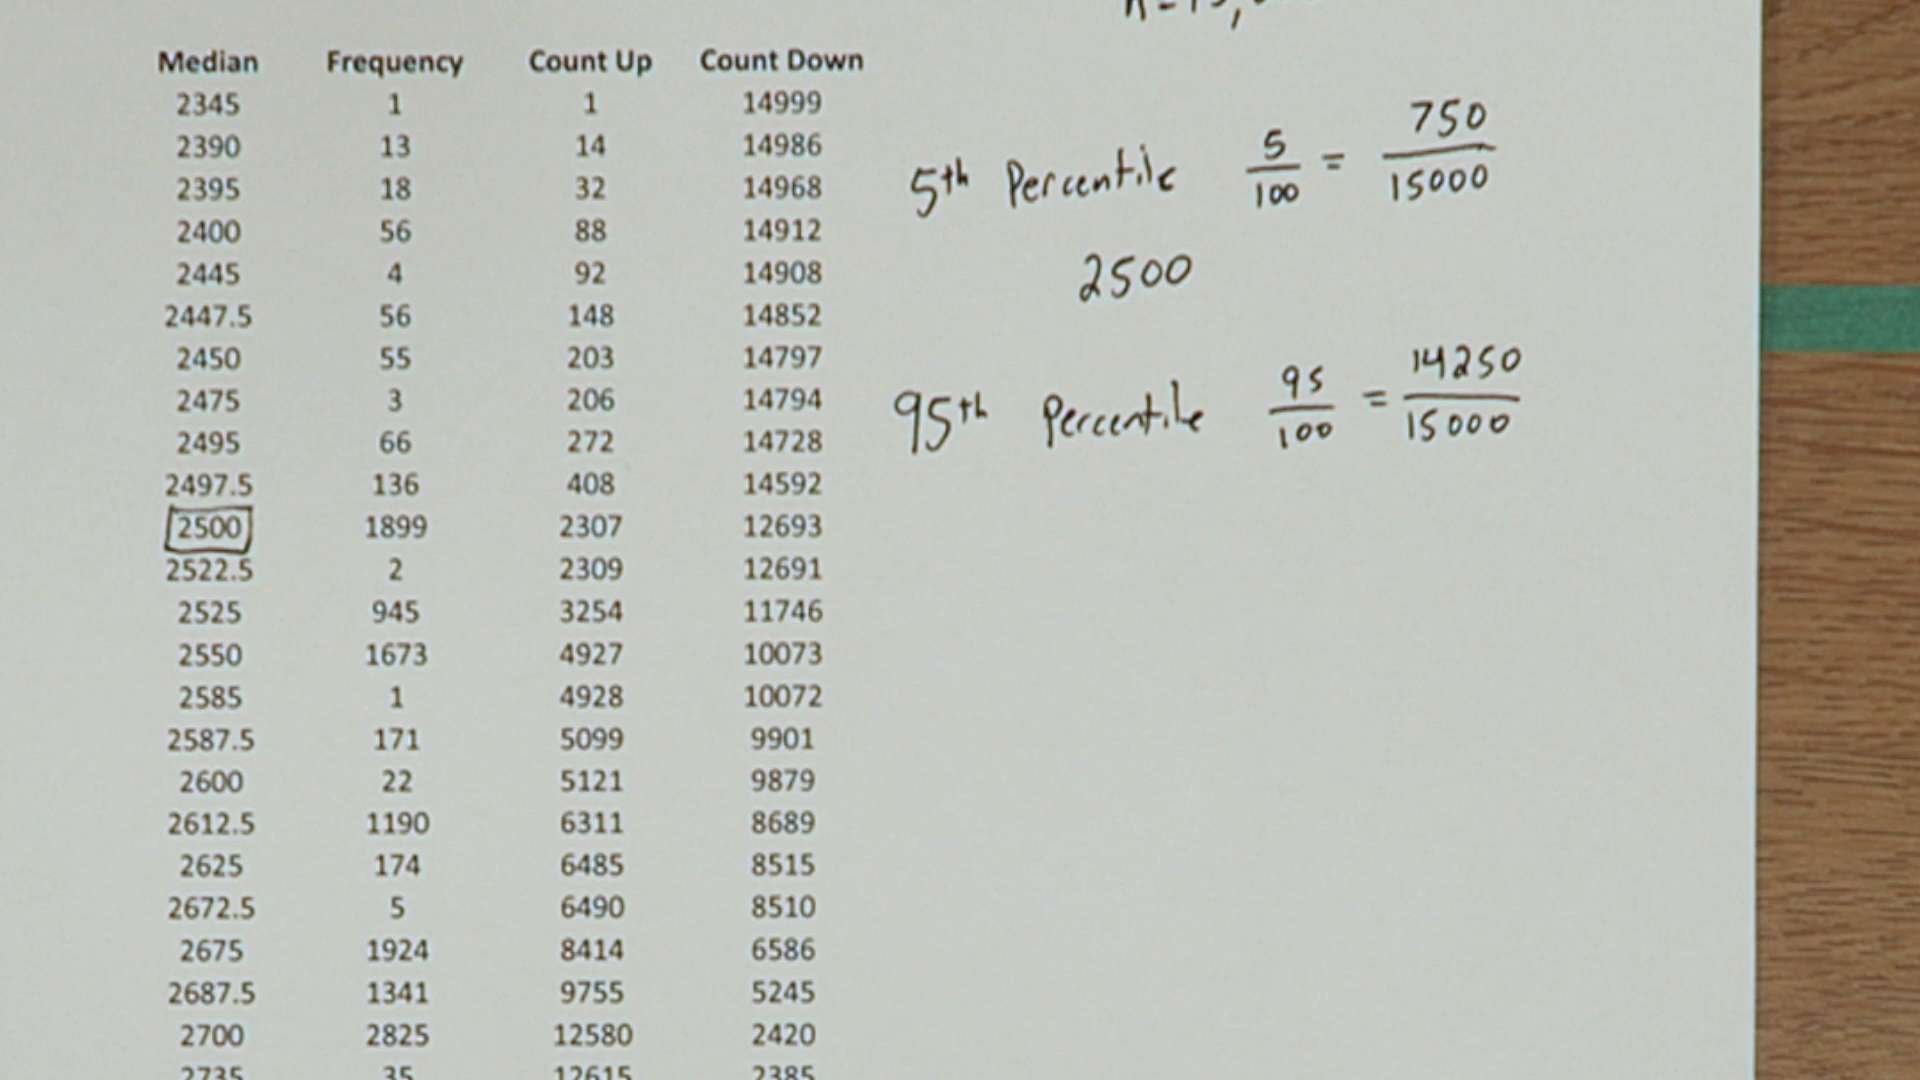 Median Frequency Count Up Count Down
2345 1 1 14999
2390 13 14 14986
2395 18 32 14968
2400 56 88 14912
2445 4 92 14908
2447.5 56 148 14852
2450 55 203 14797
2475 3 206 14794
2495 66 272 14728
2497.5 136 408 14592
2500 1899 2307 12693
2522.5 2 2309 12691
2525 945 3254 11746
2550 1673 4927 10073
2585 1 4928 10072
2587.5 171 5099 9901
2600 22 5121 9879
2612.5 1190 6311 8689
2625 174 6485 8515
2672.5 5 6490 8510
2675 1924 8414 6586
2687.5 1341 9755 5245
2700 2825 12580 2420
2735 35 12615 2385
5th Percentile 5/100 = 750/15000
2500
95th Percentile 95/100 = 14250/15000